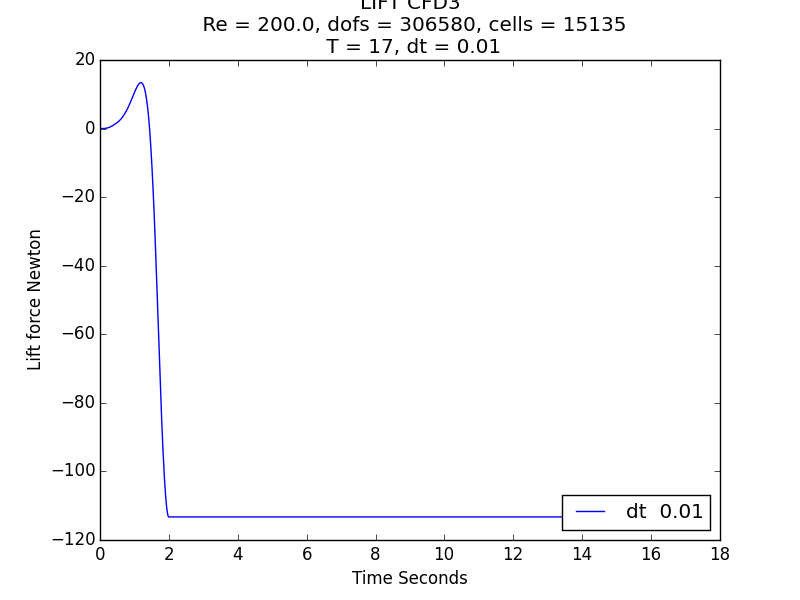 LIFT CFD3
Re = 200.0, dofs = 306580, cells = 15135
T = 17, dt = 0.01
20
0
−20
−40
−60
−80
−100
−120
Lift force Newton
0 2 4 6 8 10 12 14 16 18
Time Seconds
dt 0.01